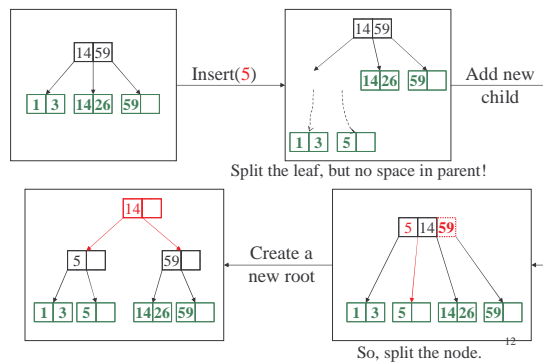 14 59
1 3 14 26 59
Insert(5)
14 59
14 26 59
1 3 5
Add new
child
Split the leaf, but no space in parent!
14
5 59
1 3 5 14 26 59
Create a
new root
5 14 59
1 3 5 14 26 59
So, split the node.
12